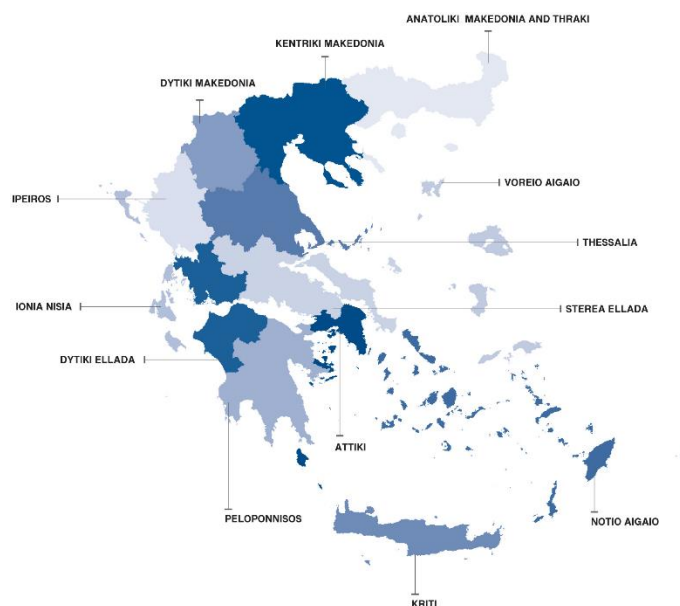 ANATOLIKI MAKEDONIA AND THRAKI
KENTRIKI MAKEDONIA
DYTIKI MAKEDONIA
VOREIO AIGAIO
IPEIROS
THESSALIA
IONIA NISIA
STEREA ELLADA
DYTIKI ELLADA
ATTIKI
PELOPONNISOS
NOTIO AIGAIO
KRITI